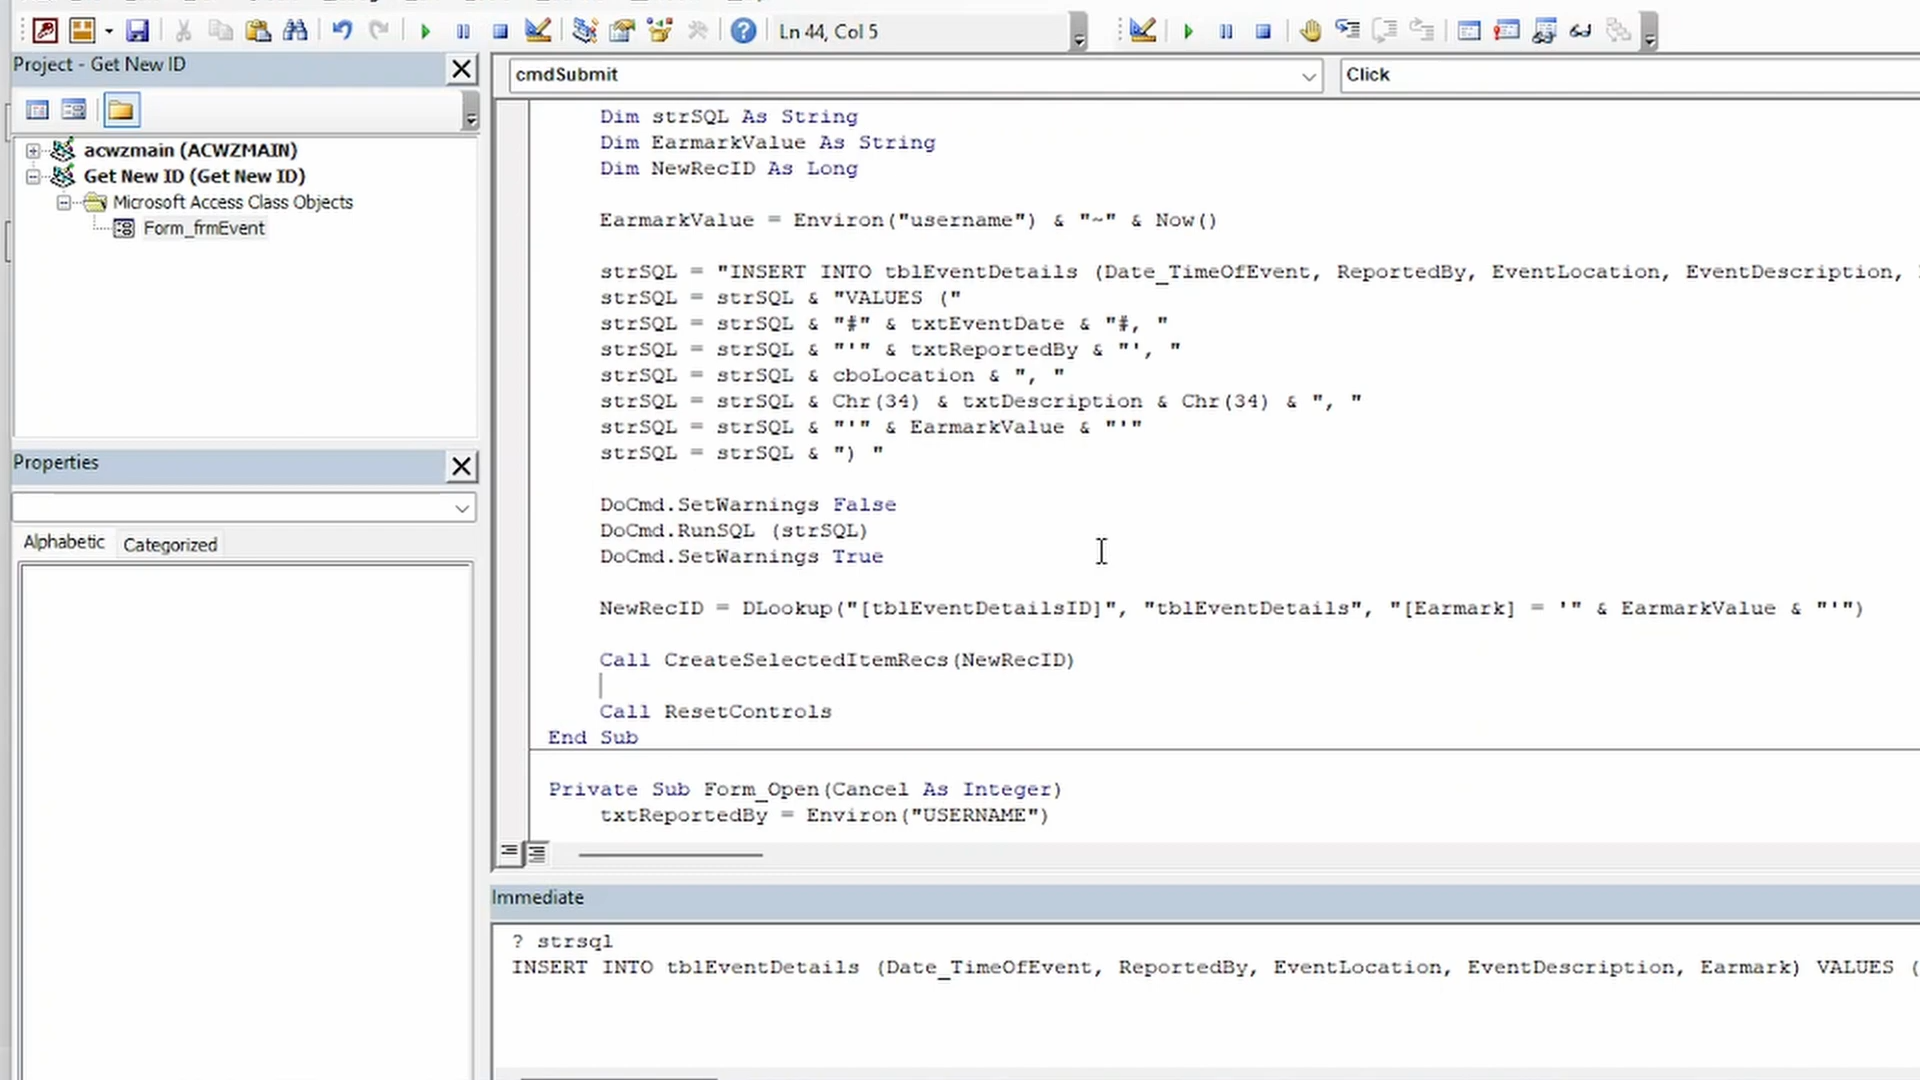 Ln 44, Col 5
Project - Get New ID
acwzmain (ACWZMAIN)
Get New ID (Get New ID)
Microsoft Access Class Objects
Form_frmEvent
Properties
Alphabetic Categorized
cmdSubmit
Click
Dim strSQL As String
Dim EarmarkValue As String
Dim NewRecID As Long
EarmarkValue = Environ("username") & "~" & Now()
strSQL = "INSERT INTO tblEventDetails (Date_TimeOfEvent, ReportedBy, EventLocation, EventDescription,
strSQL = strSQL & "VALUES ("
strSQL = strSQL & "#" & txtEventDate & "#, "
strSQL = strSQL & "'" & txtReportedBy & "', "
strSQL = strSQL & cboLocation & ", "
strSQL = strSQL & Chr(34) & txtDescription & Chr(34) & ", "
strSQL = strSQL & "'" & EarmarkValue & "'"
strSQL = strSQL & ") "
DoCmd.SetWarnings False
DoCmd.RunSQL (strSQL)
DoCmd.SetWarnings True
NewRecID = DLookup("[tblEventDetailsID]", "tblEventDetails", "[Earmark] = '" & EarmarkValue & "'")
Call CreateSelectedItemRecs(NewRecID)
Call ResetControls
End Sub
Private Sub Form_Open(Cancel As Integer)
txtReportedBy = Environ("USERNAME")
Immediate
? strsql
INSERT INTO tblEventDetails (Date_TimeOfEvent, ReportedBy, EventLocation, EventDescription, Earmark) VALUES (